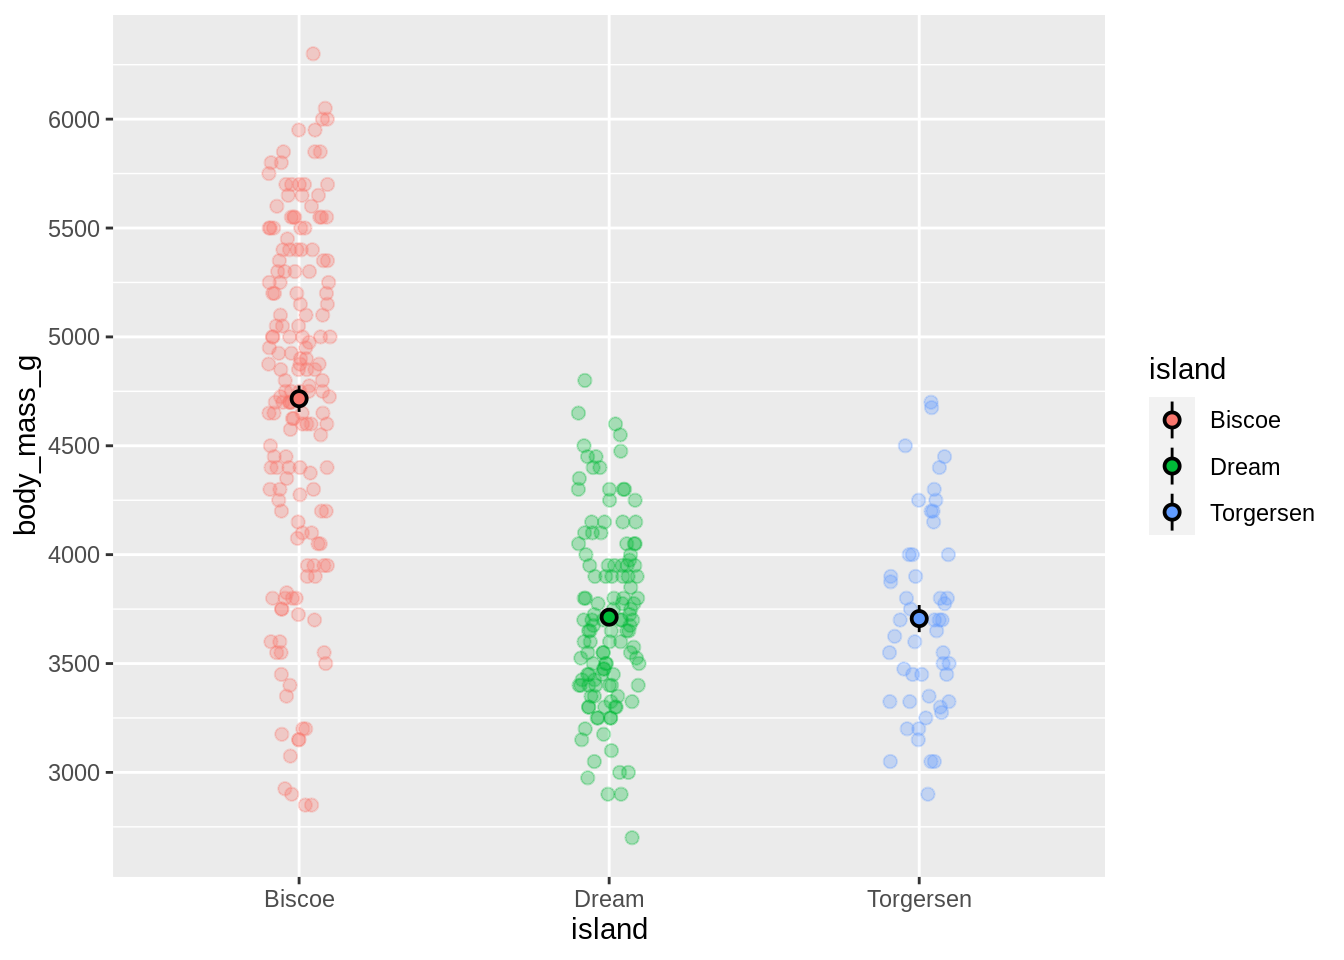 6000
5500
5000
4500
4000
3500
3000
body_mass_g
Biscoe Dream Torgersen
island
island
Biscoe
Dream
Torgersen